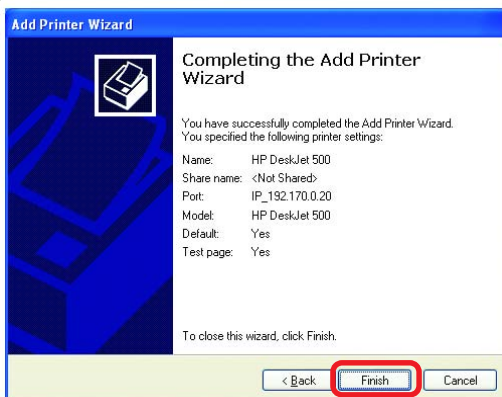 Add Printer Wizard
Completing the Add Printer
Wizard
You have successfully completed the Add Printer Wizard.
You specified the following printer settings:
Name: HP DeskJet 500
Share name: <Not Shared>
Port: IP_192.170.0.20
Model: HP DeskJet 500
Default: Yes
Test page: Yes
To close this wizard, click Finish.
< Back Finish Cancel